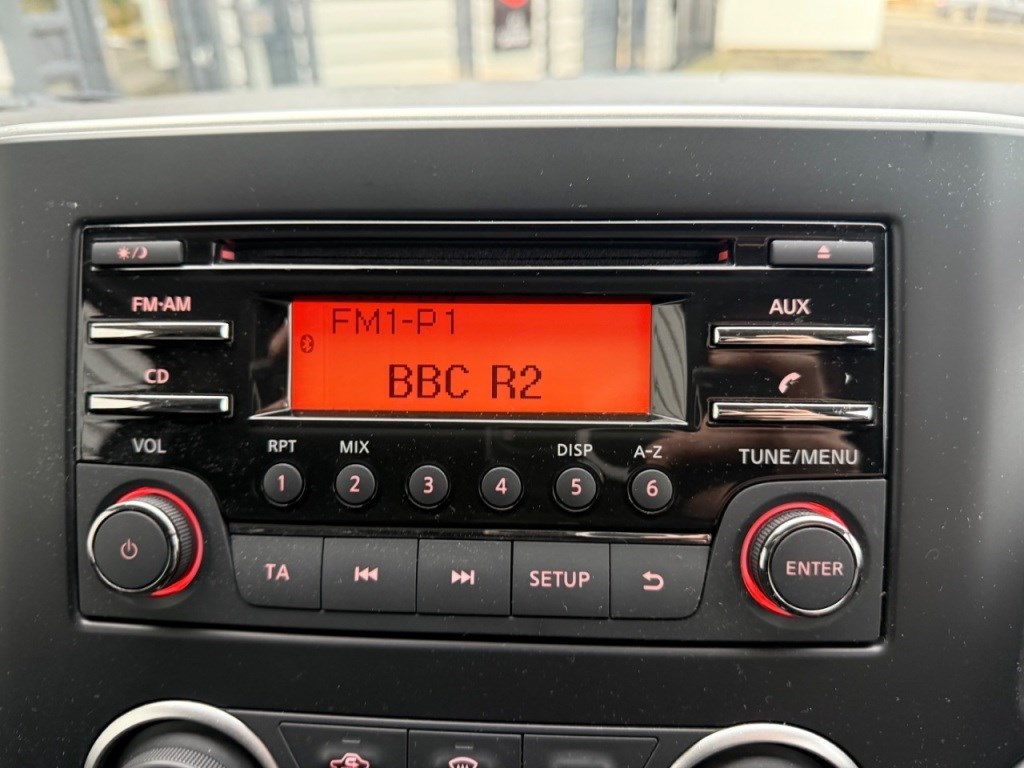 FM-AM
CD
VOL
FM1-P1
BBC R2
AUX
TUNE/MENU
RPT MIX DISP A-Z
1 2 3 4 5 6
TA SETUP ENTER